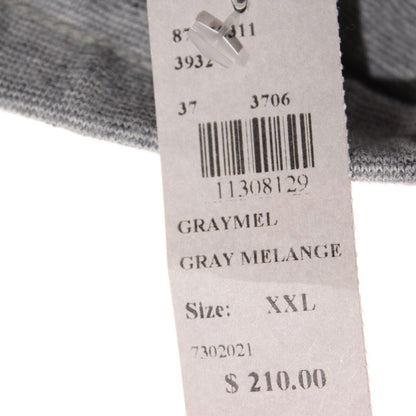 3932
37 3706
11308129
GRAYMEL
GRAY MELANGE
Size: XXL
7302021
$ 210.00